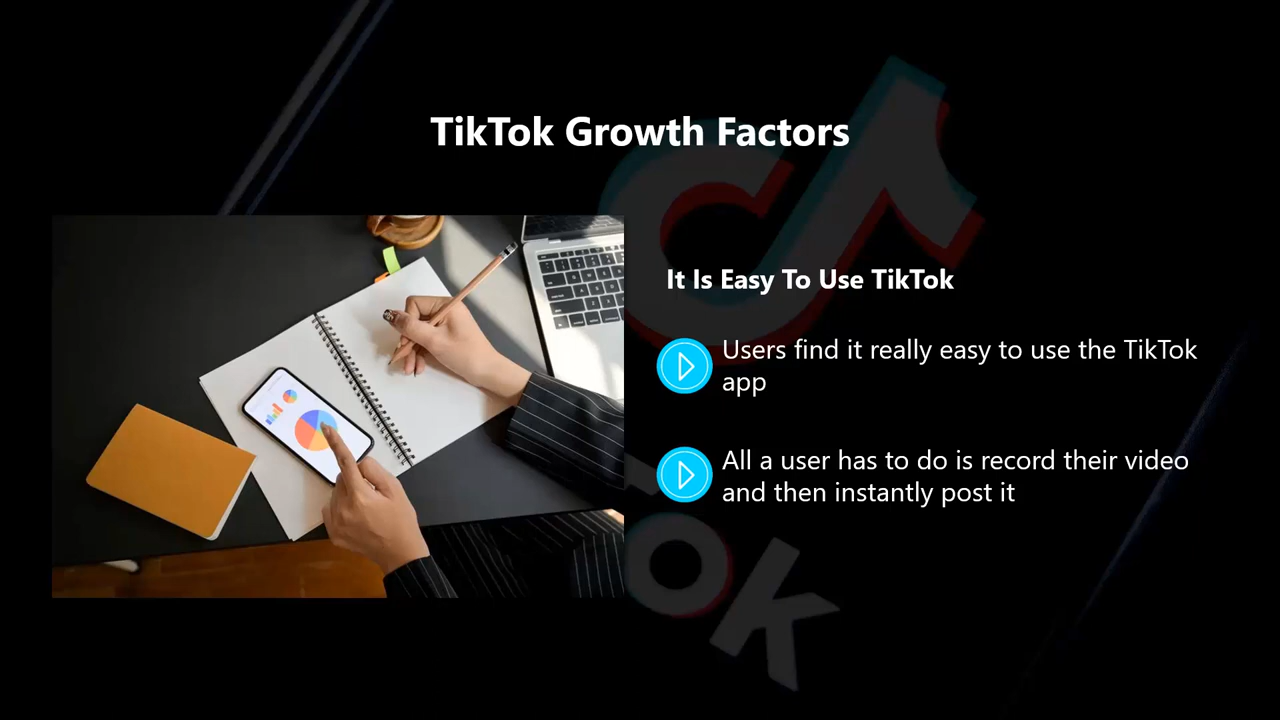 TikTok Growth Factors
It Is Easy To Use TikTok
Users find it really easy to use the TikTok
app
All a user has to do is record their video
and then instantly post it
Tok